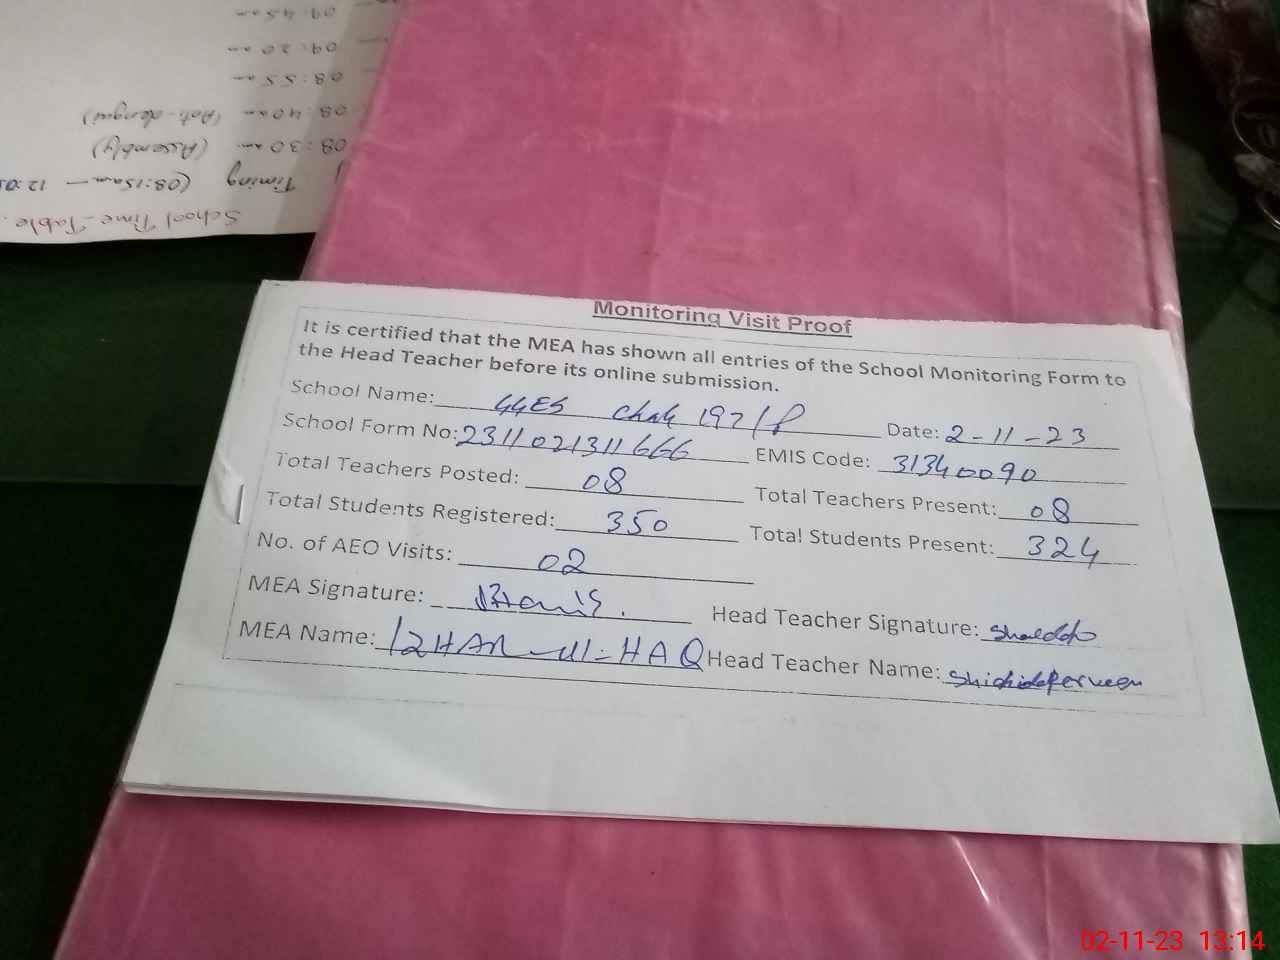 09:45am
09:20am
08:55am
08:40am (Anti-dengue)
08:30am (Assembly)
Timing (08:15am — 12:0
School Time-Table.
Monitoring Visit Proof
It is certified that the MEA has shown all entries of the School Monitoring Form to
the Head Teacher before its online submission.
School Name: GGES Chak 197/P Date: 2-11-23
School Form No: 2311021311666 EMIS Code: 31340090
Total Teachers Posted: 08 Total Teachers Present: 08
Total Students Registered: 350 Total Students Present: 324
No. of AEO Visits: 02
MEA Signature: Head Teacher Signature:
MEA Name: IZHAR-ul-HAQ Head Teacher Name:
02-11-23 13:14